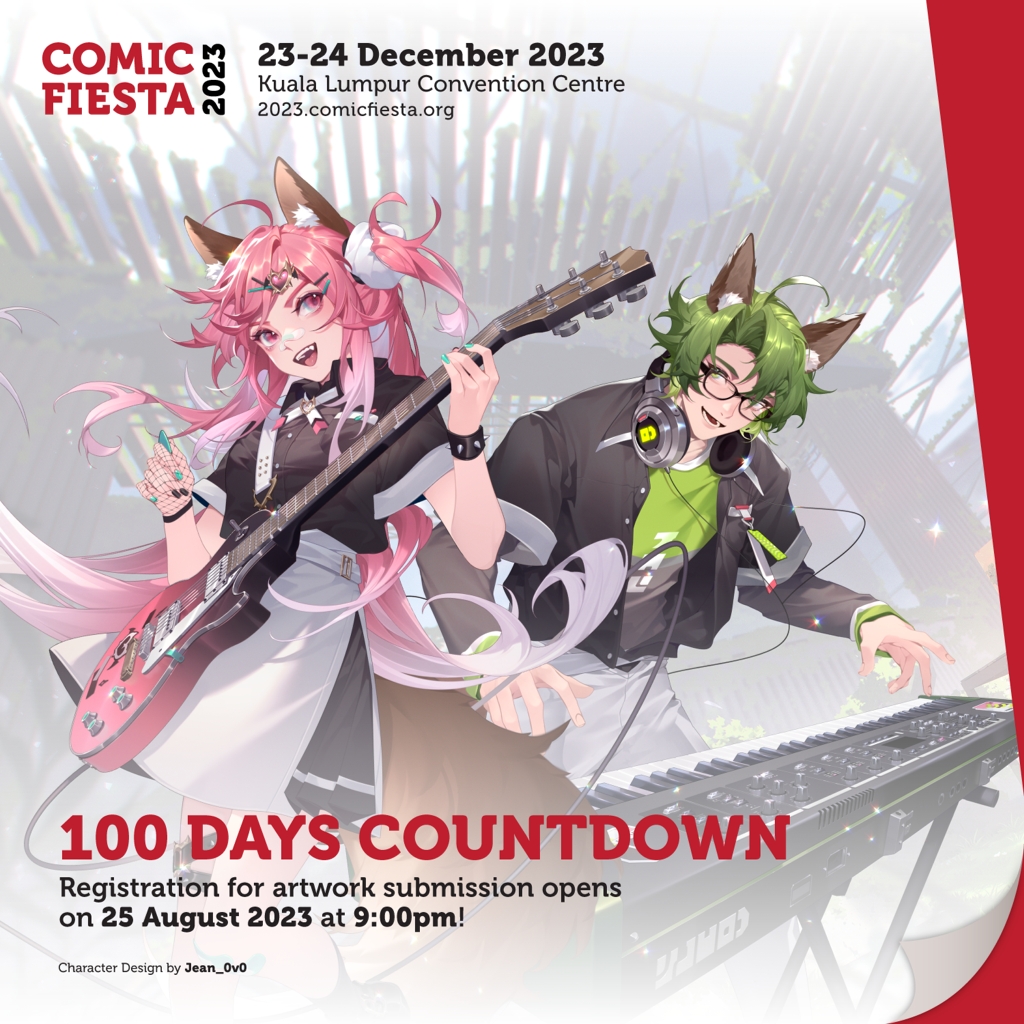 COMIC
FIESTA
2023
23-24 December 2023
Kuala Lumpur Convention Centre
2023.comicfiesta.org
100 DAYS COUNTDOWN
Registration for artwork submission opens
on 25 August 2023 at 9:00pm!
Character Design by Jean_0v0